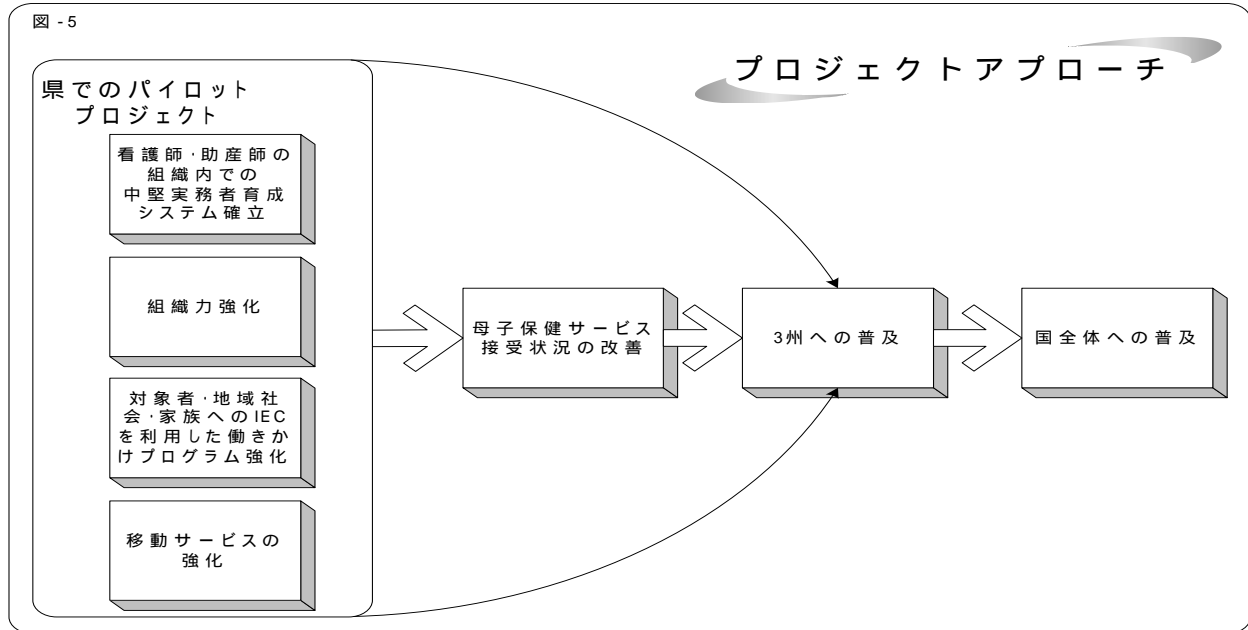 図-5
プロジェクトアプローチ
県でのパイロット
プロジェクト
看護師・助産師の
組織内での
中堅実務者育成
システム確立
組織力強化
対象者・地域社
会・家族へのIEC
を利用した働きか
けプログラム強化
移動サービスの
強化
母子保健サービス
接受状況の改善
3州への普及
国全体への普及